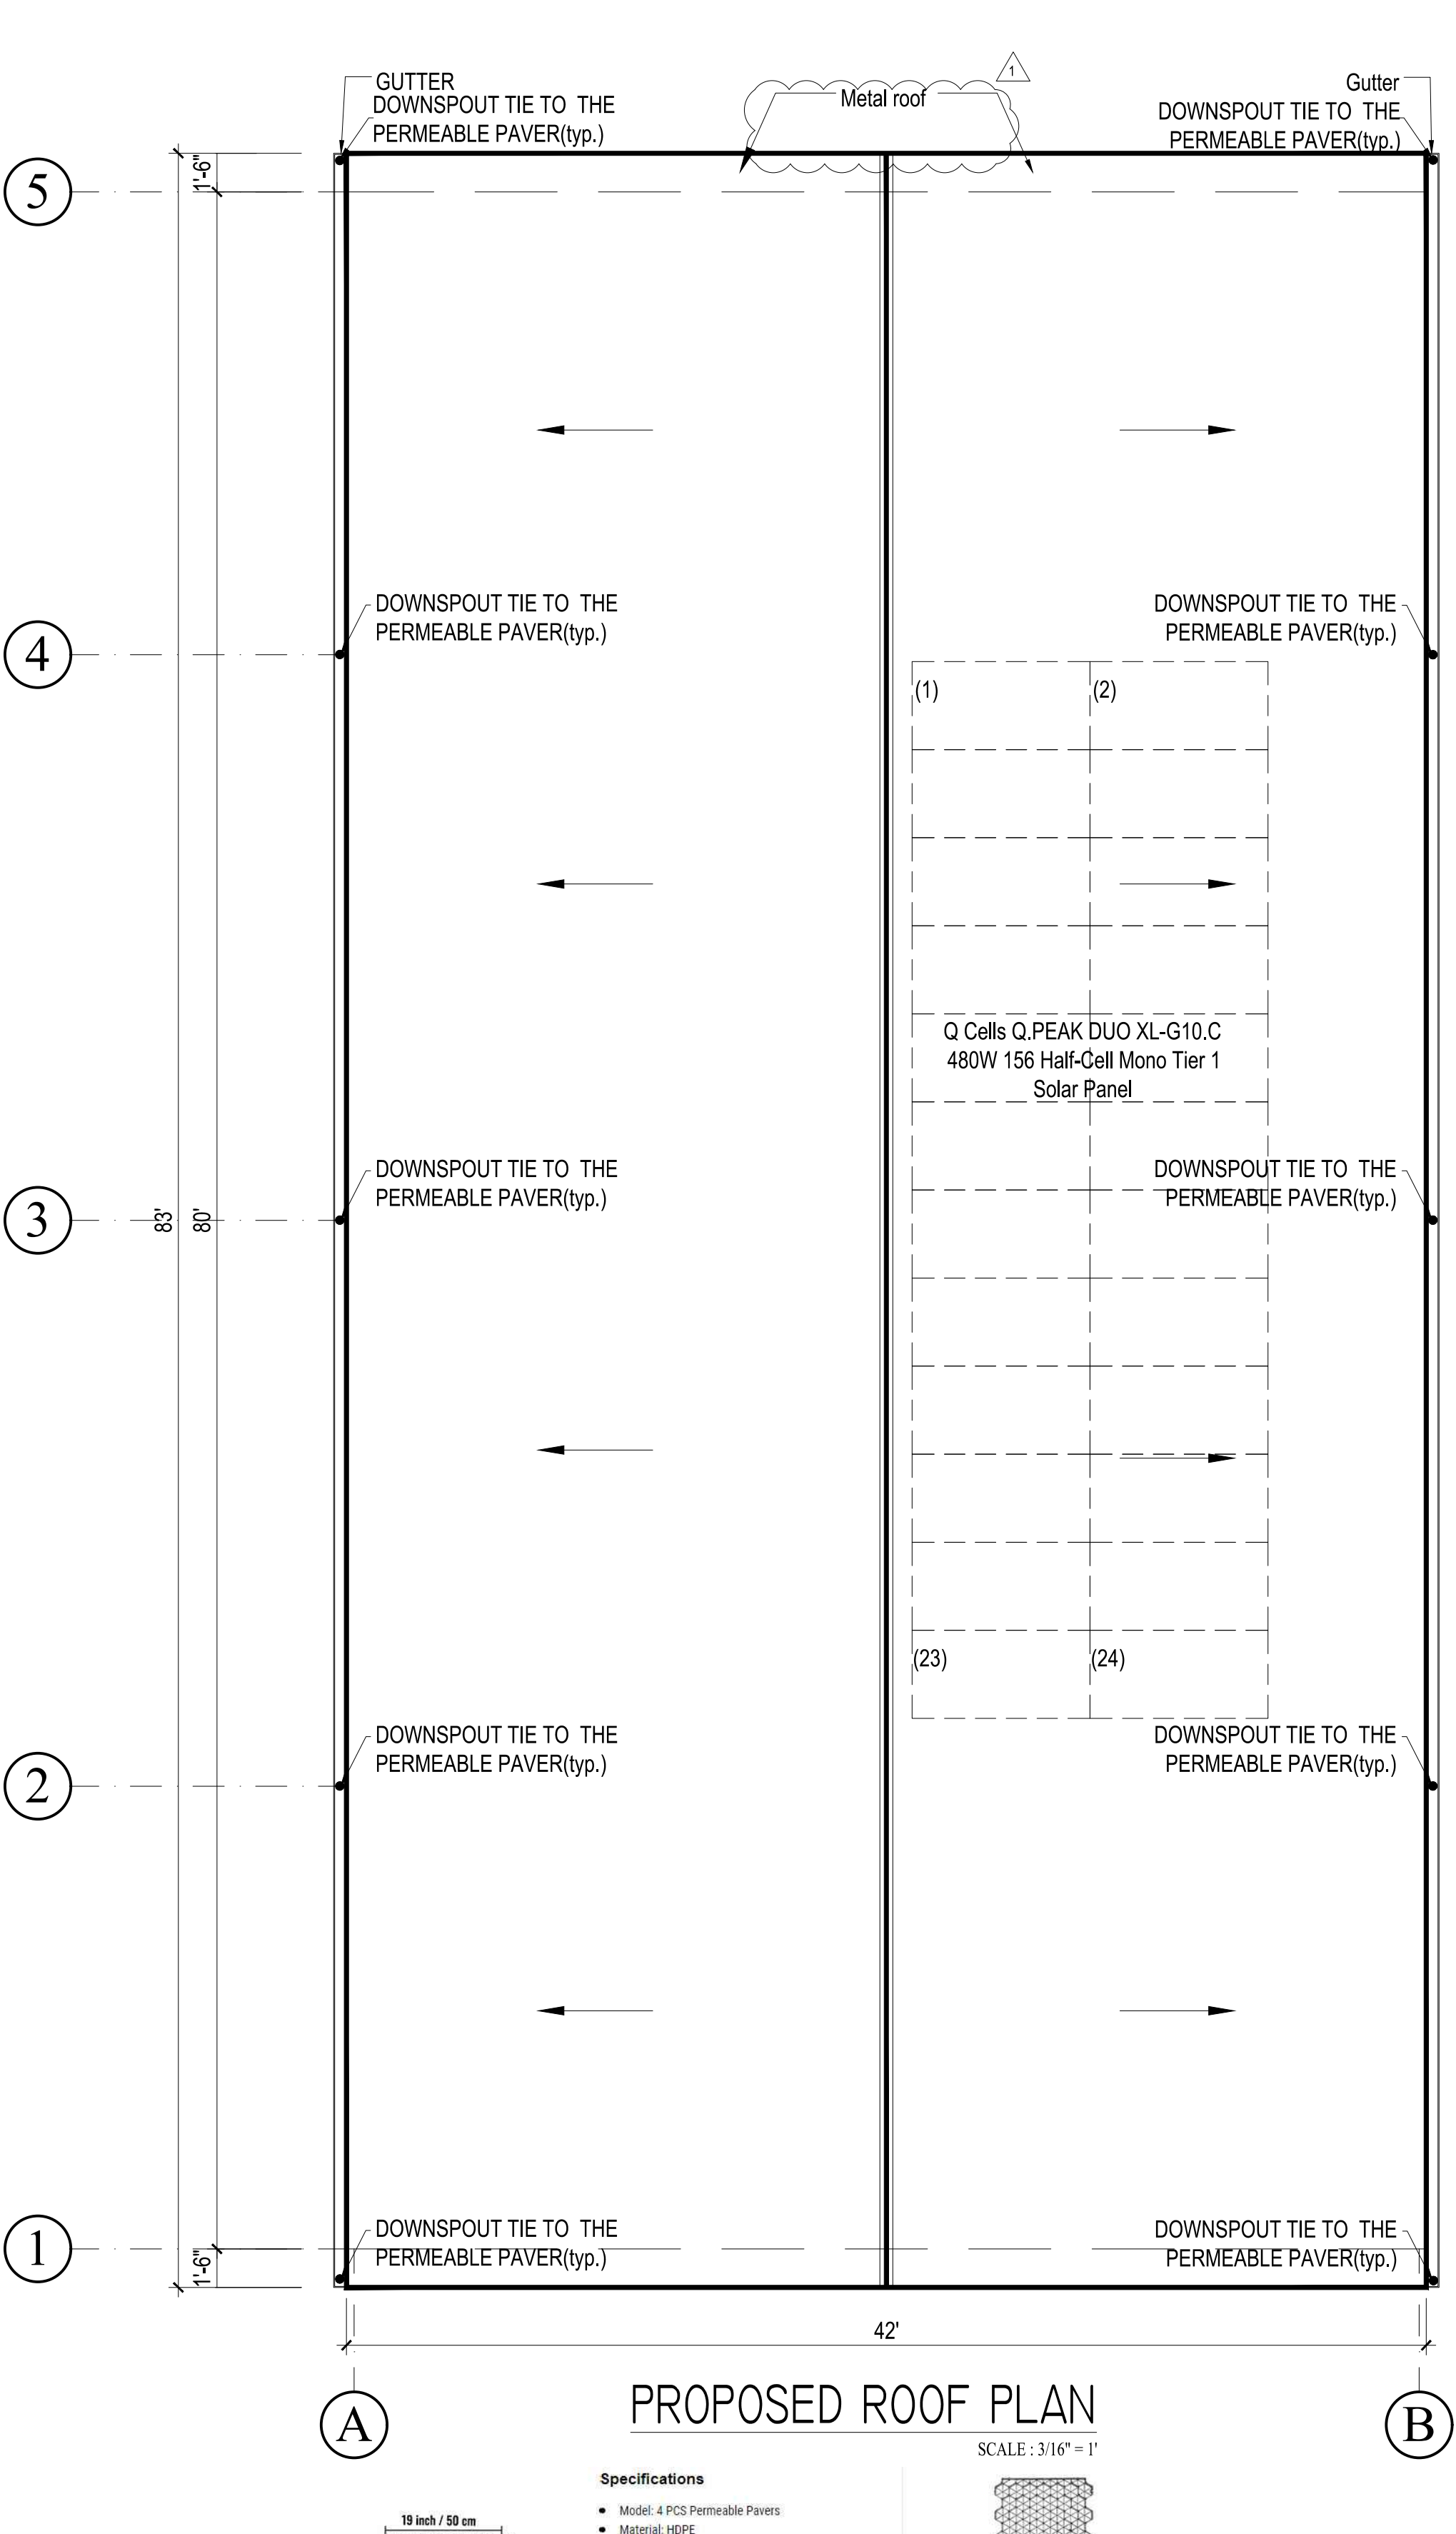 GUTTER
DOWNSPOUT TIE TO THE
PERMEABLE PAVER(typ.)
Metal roof
1
Gutter
DOWNSPOUT TIE TO THE
PERMEABLE PAVER(typ.)
5
1'-6"
4
DOWNSPOUT TIE TO THE
PERMEABLE PAVER(typ.)
DOWNSPOUT TIE TO THE
PERMEABLE PAVER(typ.)
(1)
(2)
Q Cells Q.PEAK DUO XL-G10.C
480W 156 Half-Cell Mono Tier 1
Solar Panel
3
83'
80'
DOWNSPOUT TIE TO THE
PERMEABLE PAVER(typ.)
DOWNSPOUT TIE TO THE
PERMEABLE PAVER(typ.)
(23)
(24)
2
DOWNSPOUT TIE TO THE
PERMEABLE PAVER(typ.)
DOWNSPOUT TIE TO THE
PERMEABLE PAVER(typ.)
1
1'-6"
DOWNSPOUT TIE TO THE
PERMEABLE PAVER(typ.)
DOWNSPOUT TIE TO THE
PERMEABLE PAVER(typ.)
42'
A
B
PROPOSED ROOF PLAN
SCALE : 3/16" = 1'
Specifications
19 inch / 50 cm
• Model: 4 PCS Permeable Pavers
• Material: HDPE